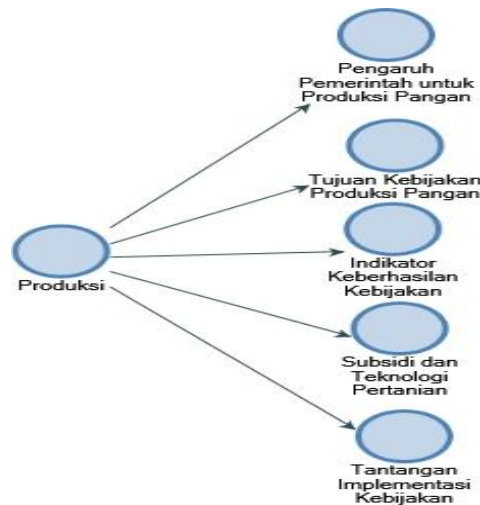 Pengaruh
Pemerintah untuk
Produksi Pangan
Tujuan Kebijakan
Produksi Pangan
Produksi
Indikator
Keberhasilan
Kebijakan
Subsidi dan
Teknologi
Pertanian
Tantangan
Implementasi
Kebijakan